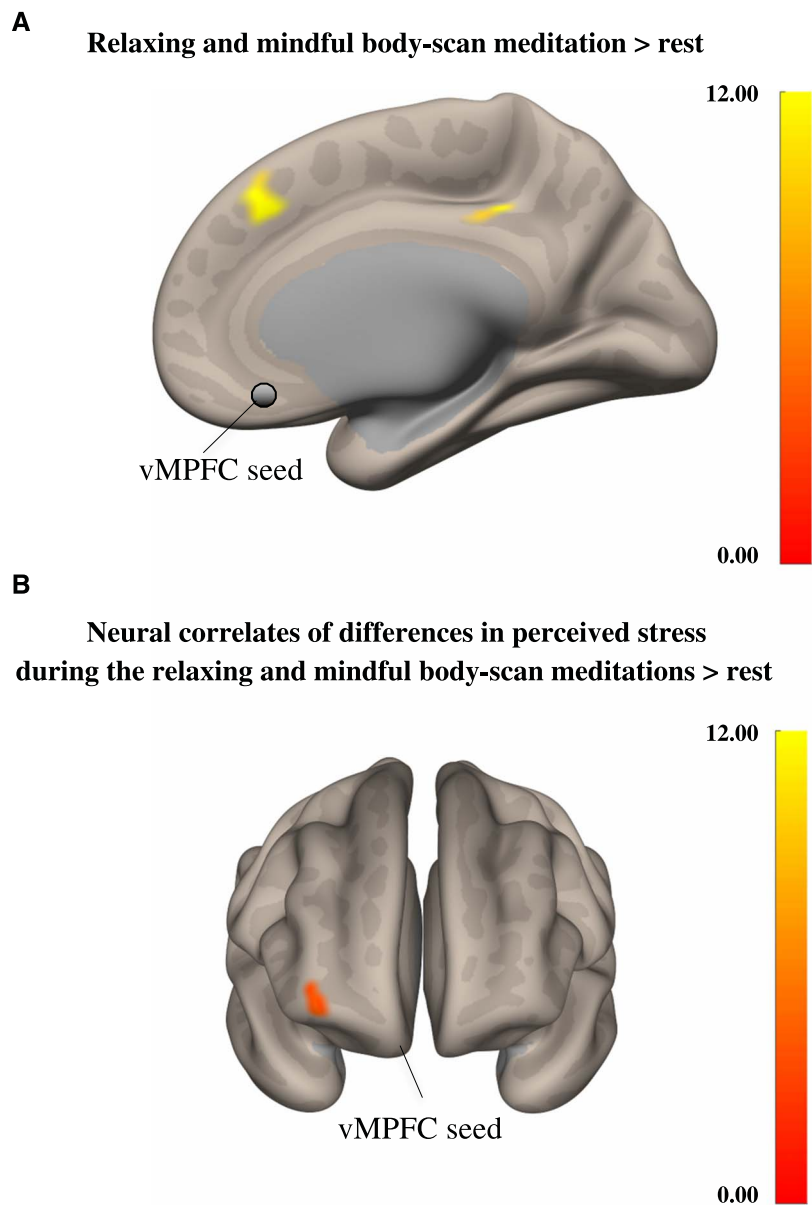 A
Relaxing and mindful body-scan meditation > rest
12.00
vMPFC seed
0.00
B
Neural correlates of differences in perceived stress
during the relaxing and mindful body-scan meditations > rest
12.00
vMPFC seed
0.00